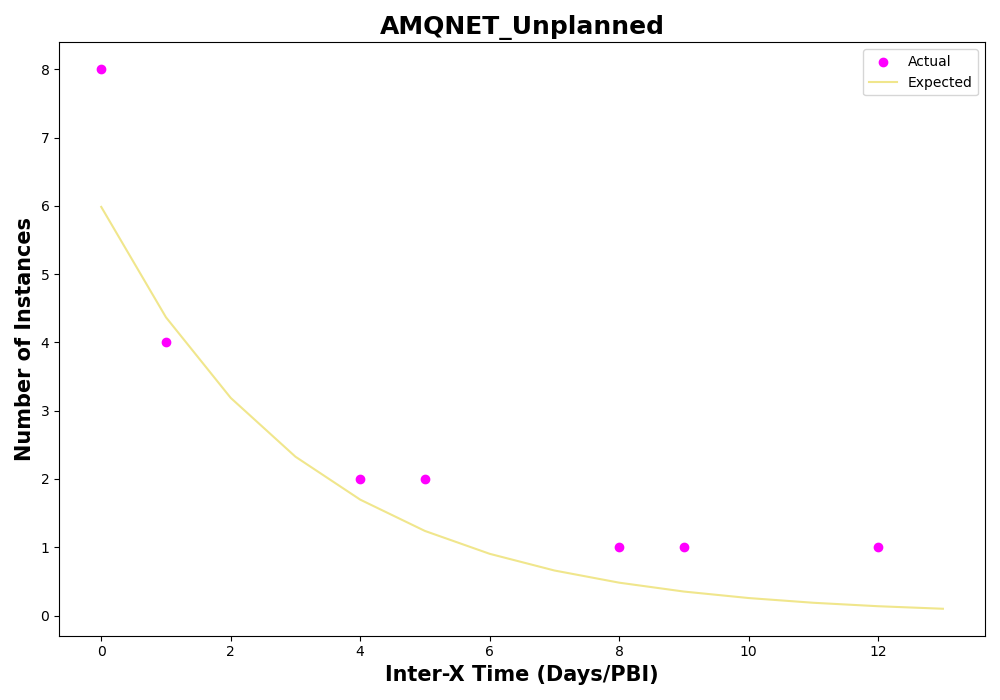 AMQNET_Unplanned
Actual
Expected
Number of Instances
8
7
6
5
4
3
2
1
0
0 2 4 6 8 10 12
Inter-X Time (Days/PBI)